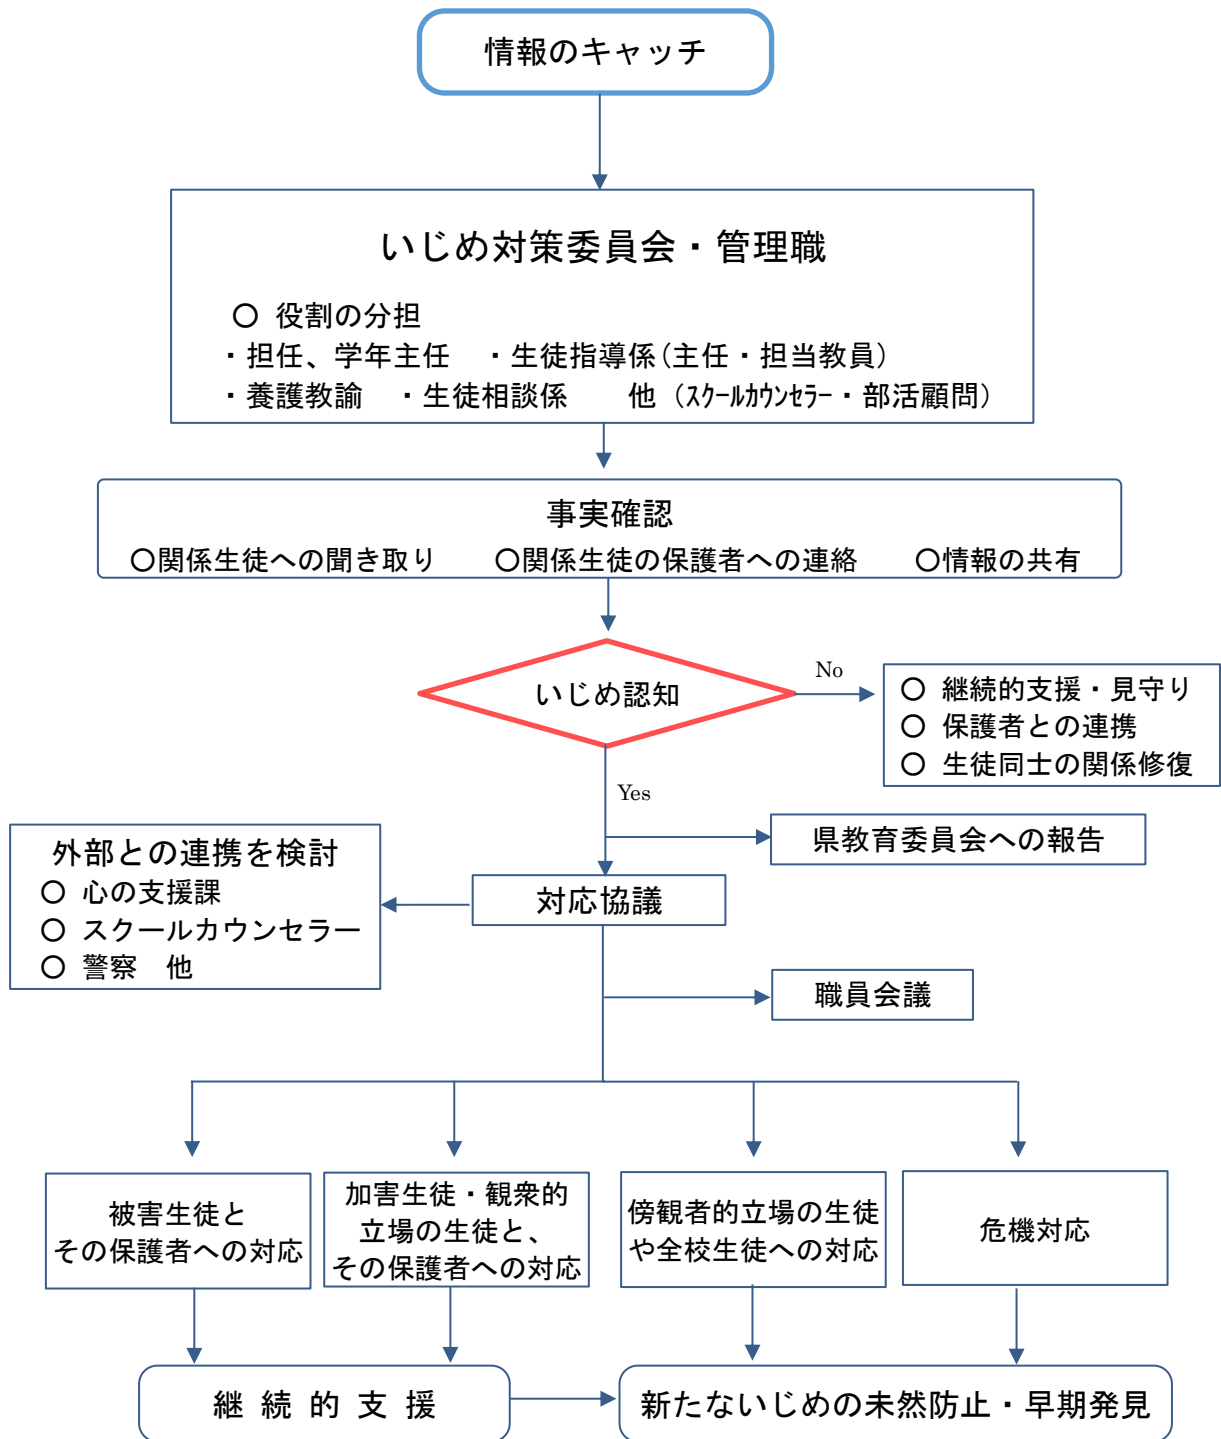 情報のキャッチ
いじめ対策委員会・管理職
○ 役割の分担
・担任、学年主任　・生徒指導係(主任・担当教員)
・養護教諭　・生徒相談係　　他（ｽｸｰﾙｶｳﾝｾﾗｰ・部活顧問）
事実確認
○関係生徒への聞き取り　　○関係生徒の保護者への連絡　　○情報の共有
いじめ認知
No
○ 継続的支援・見守り
○ 保護者との連携
○ 生徒同士の関係修復
Yes
県教育委員会への報告
外部との連携を検討
○ 心の支援課
○ スクールカウンセラー
○ 警察　他
対応協議
職員会議
被害生徒と
その保護者への対応
加害生徒・観衆的
立場の生徒と、
その保護者への対応
傍観者的立場の生徒
や全校生徒への対応
危機対応
継 続 的 支 援
新たないじめの未然防止・早期発見